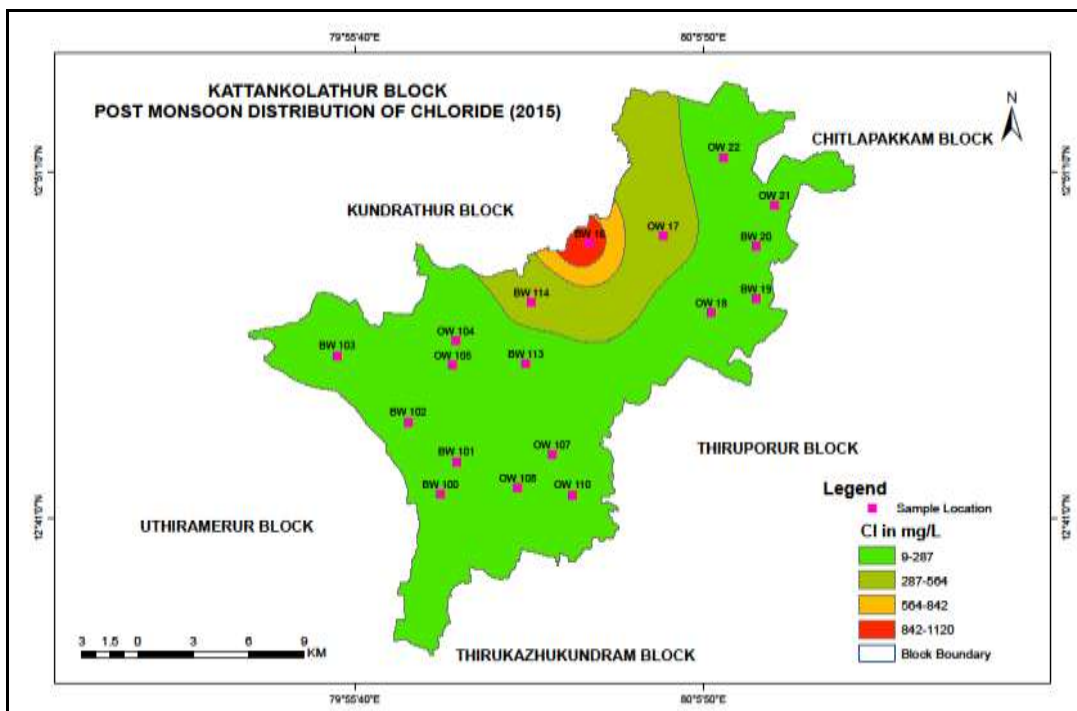 79°55'40"E
80°5'50"E
KATTANKOLATHUR BLOCK
POST MONSOON DISTRIBUTION OF CHLORIDE (2015)
N
CHITLAPAKKAM BLOCK
OW 22
12°51'10"N
12°51'10"N
OW 21
KUNDRATHUR BLOCK
BW 16
OW 17
BW 20
BW 114
BW 19
OW 18
OW 104
BW 103
OW 105
BW 113
BW 102
OW 107
THIRUPORUR BLOCK
BW 101
BW 100
OW 108
OW 110
Legend
Sample Location
12°41'0"N
12°41'0"N
UTHIRAMERUR BLOCK
Cl in mg/L
9-287
287-564
564-842
842-1120
Block Boundary
3 1.5 0 3 6 9
KM
THIRUKAZHUKUNDRAM BLOCK
79°55'40"E
80°5'50"E